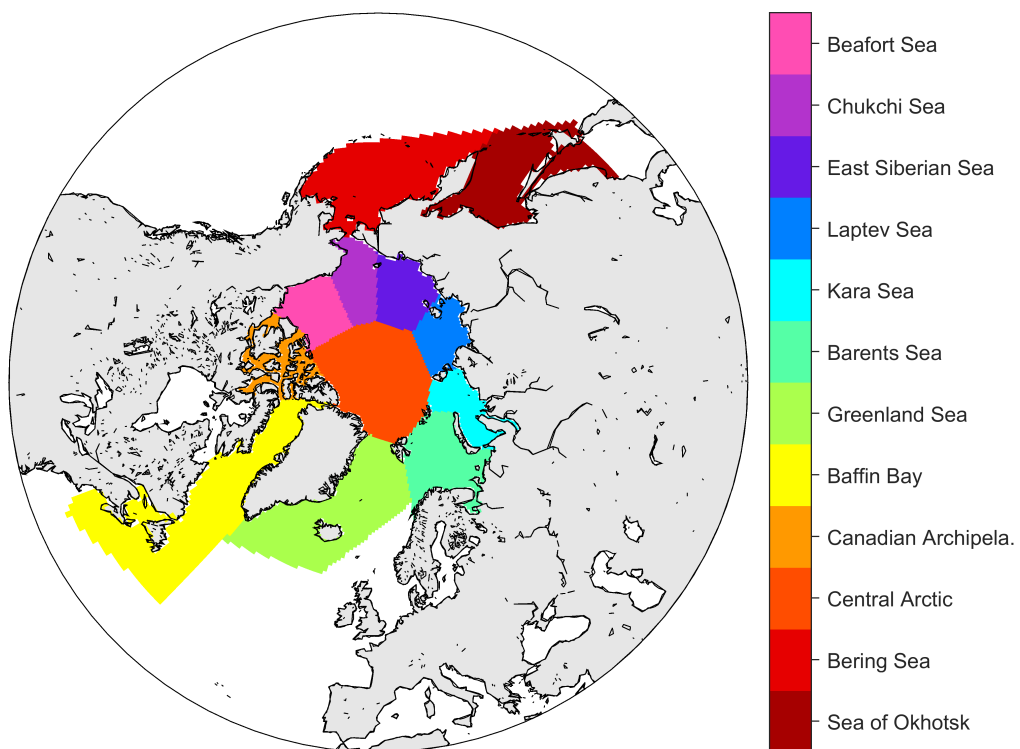 Beafort Sea
Chukchi Sea
East Siberian Sea
Laptev Sea
Kara Sea
Barents Sea
Greenland Sea
Baffin Bay
Canadian Archipela.
Central Arctic
Bering Sea
Sea of Okhotsk